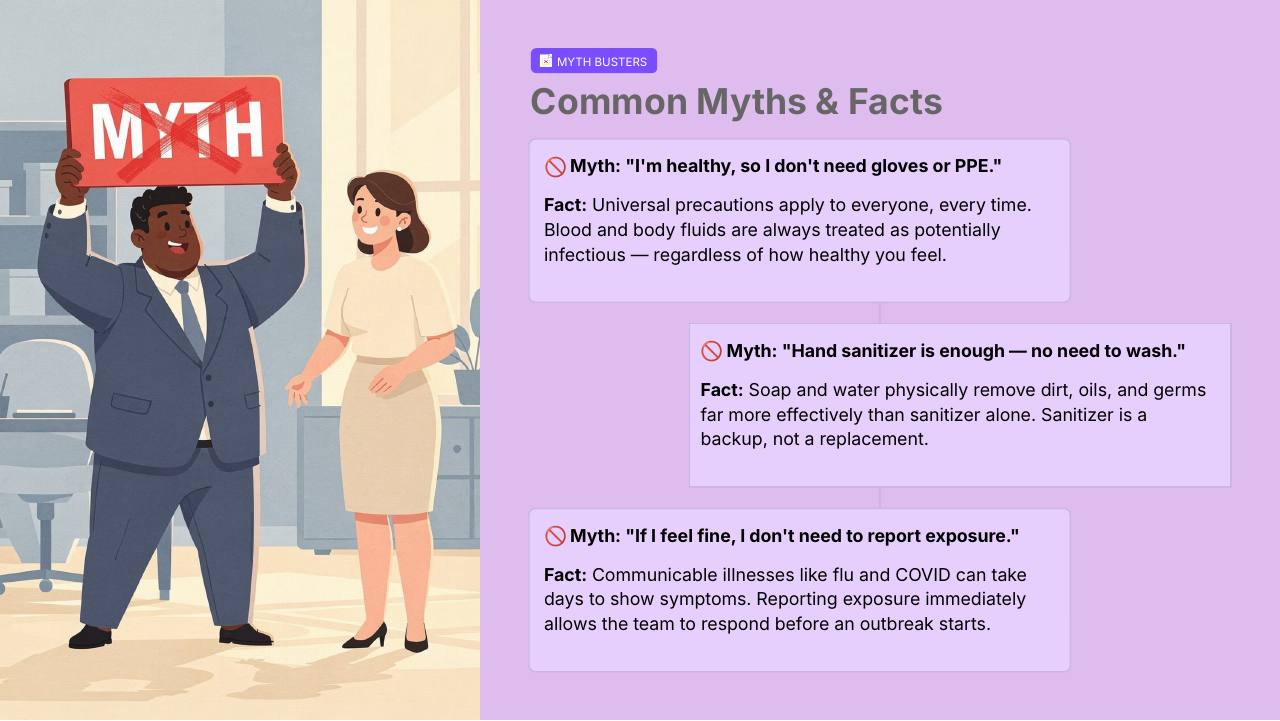 MYTH
MYTH BUSTERS
Common Myths & Facts
🚫 Myth: "I'm healthy, so I don't need gloves or PPE."
Fact: Universal precautions apply to everyone, every time.
Blood and body fluids are always treated as potentially
infectious — regardless of how healthy you feel.
🚫 Myth: "Hand sanitizer is enough — no need to wash."
Fact: Soap and water physically remove dirt, oils, and germs
far more effectively than sanitizer alone. Sanitizer is a
backup, not a replacement.
🚫 Myth: "If I feel fine, I don't need to report exposure."
Fact: Communicable illnesses like flu and COVID can take
days to show symptoms. Reporting exposure immediately
allows the team to respond before an outbreak starts.